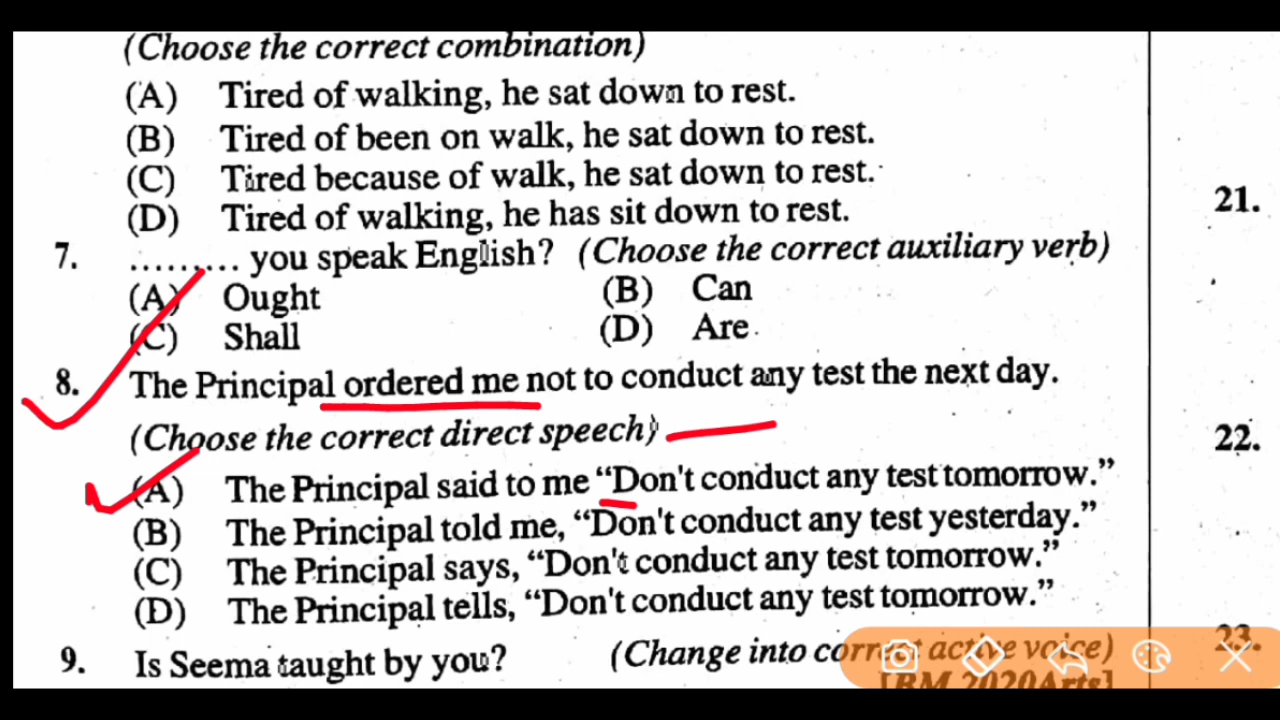 (Choose the correct combination)
(A) Tired of walking, he sat down to rest.
(B) Tired of been on walk, he sat down to rest.
(C) Tired because of walk, he sat down to rest.
(D) Tired of walking, he has sit down to rest.
7. ......... you speak English? (Choose the correct auxiliary verb)
(A) Ought (B) Can
(C) Shall (D) Are
8. The Principal ordered me not to conduct any test the next day.
(Choose the correct direct speech)
(A) The Principal said to me “Don't conduct any test tomorrow.”
(B) The Principal told me, “Don't conduct any test yesterday.”
(C) The Principal says, “Don't conduct any test tomorrow.”
(D) The Principal tells, “Don't conduct any test tomorrow.”
9. Is Seema taught by you? (Change into correct active voice)
[BM 2020Arts]
21.
22.
23.